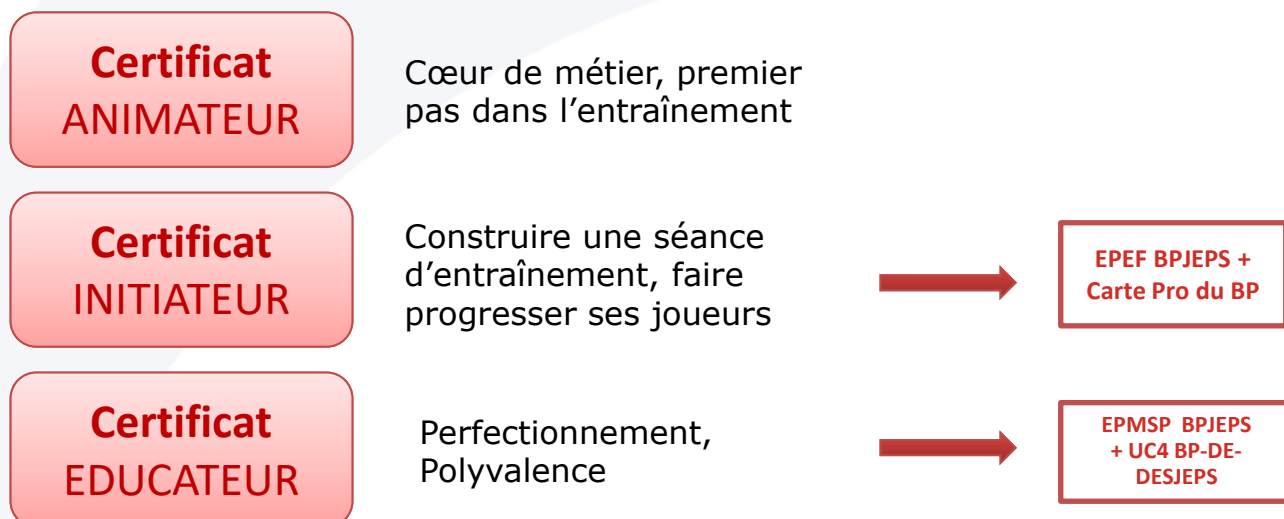 Certificat
ANIMATEUR
Cœur de métier, premier
pas dans l’entraînement
Certificat
INITIATEUR
Construire une séance
d’entraînement, faire
progresser ses joueurs
EPEF BPJEPS +
Carte Pro du BP
Certificat
EDUCATEUR
Perfectionnement,
Polyvalence
EPMSP BPJEPS
+ UC4 BP-DE-
DESJEPS